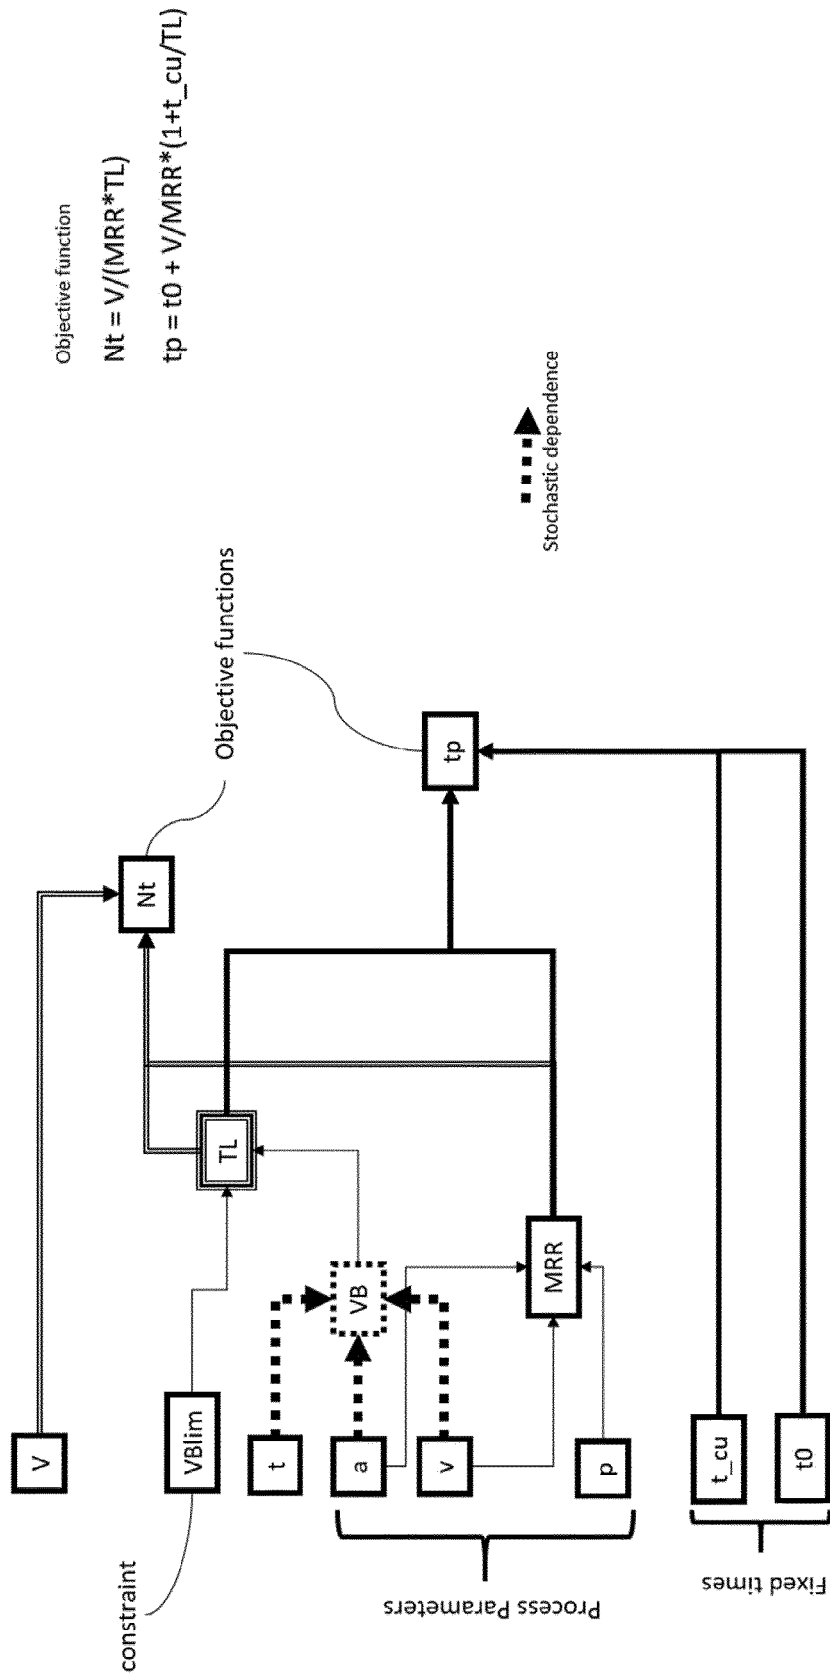 Objective function
Nt = V/(MRR*TL)
tp = t0 + V/MRR*(1+t_cu/TL)
Stochastic dependence
Objective functions
Nt
tp
TL
VB
MRR
V
VBlim
t
a
v
p
t_cu
t0
constraint
Process Parameters
Fixed times